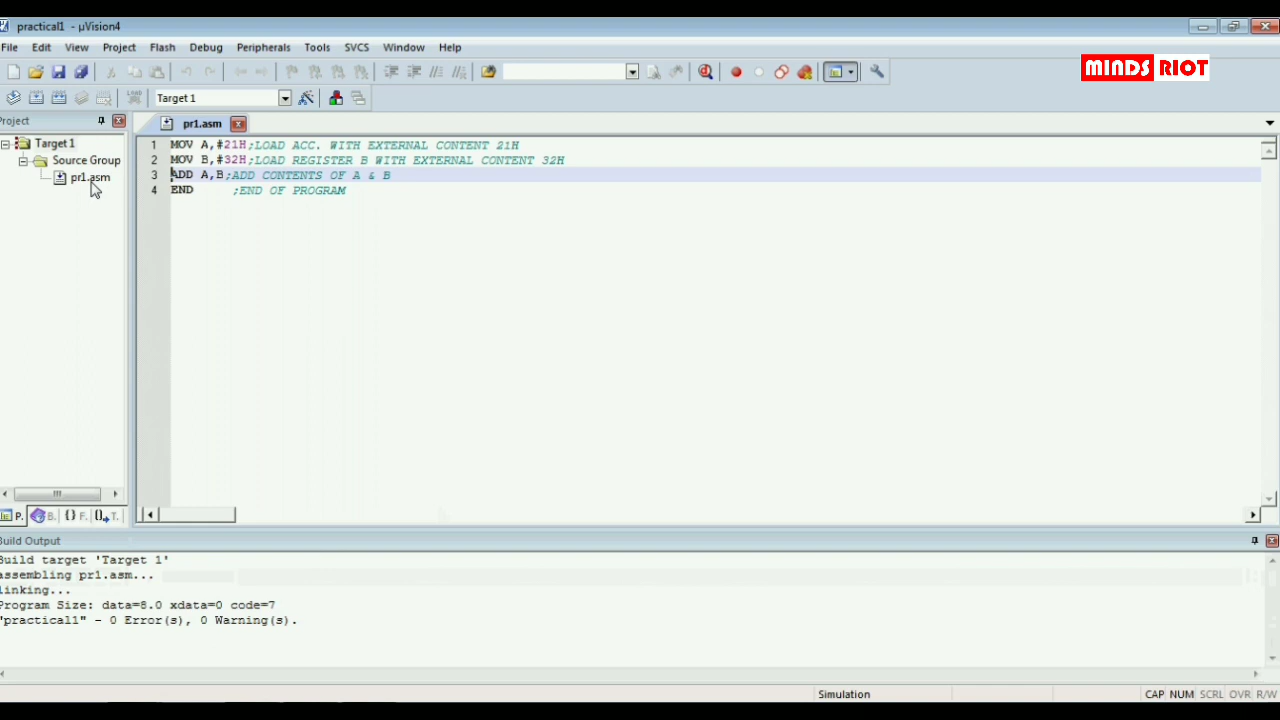 practical1 - µVision4
File Edit View Project Flash Debug Peripherals Tools SVCS Window Help
MINDS RIOT
Target 1
Project
pr1.asm
Target 1
Source Group
pr1.asm
1 MOV A,#21H;LOAD ACC. WITH EXTERNAL CONTENT 21H
2 MOV B,#32H;LOAD REGISTER B WITH EXTERNAL CONTENT 32H
3 ADD A,B;ADD CONTENTS OF A & B
4 END ;END OF PROGRAM
P. B. {} F. T.
Build Output
Build target 'Target 1'
assembling pr1.asm...
linking...
Program Size: data=8.0 xdata=0 code=7
"practical1" - 0 Error(s), 0 Warning(s).
Simulation CAP NUM SCRL OVR R/W